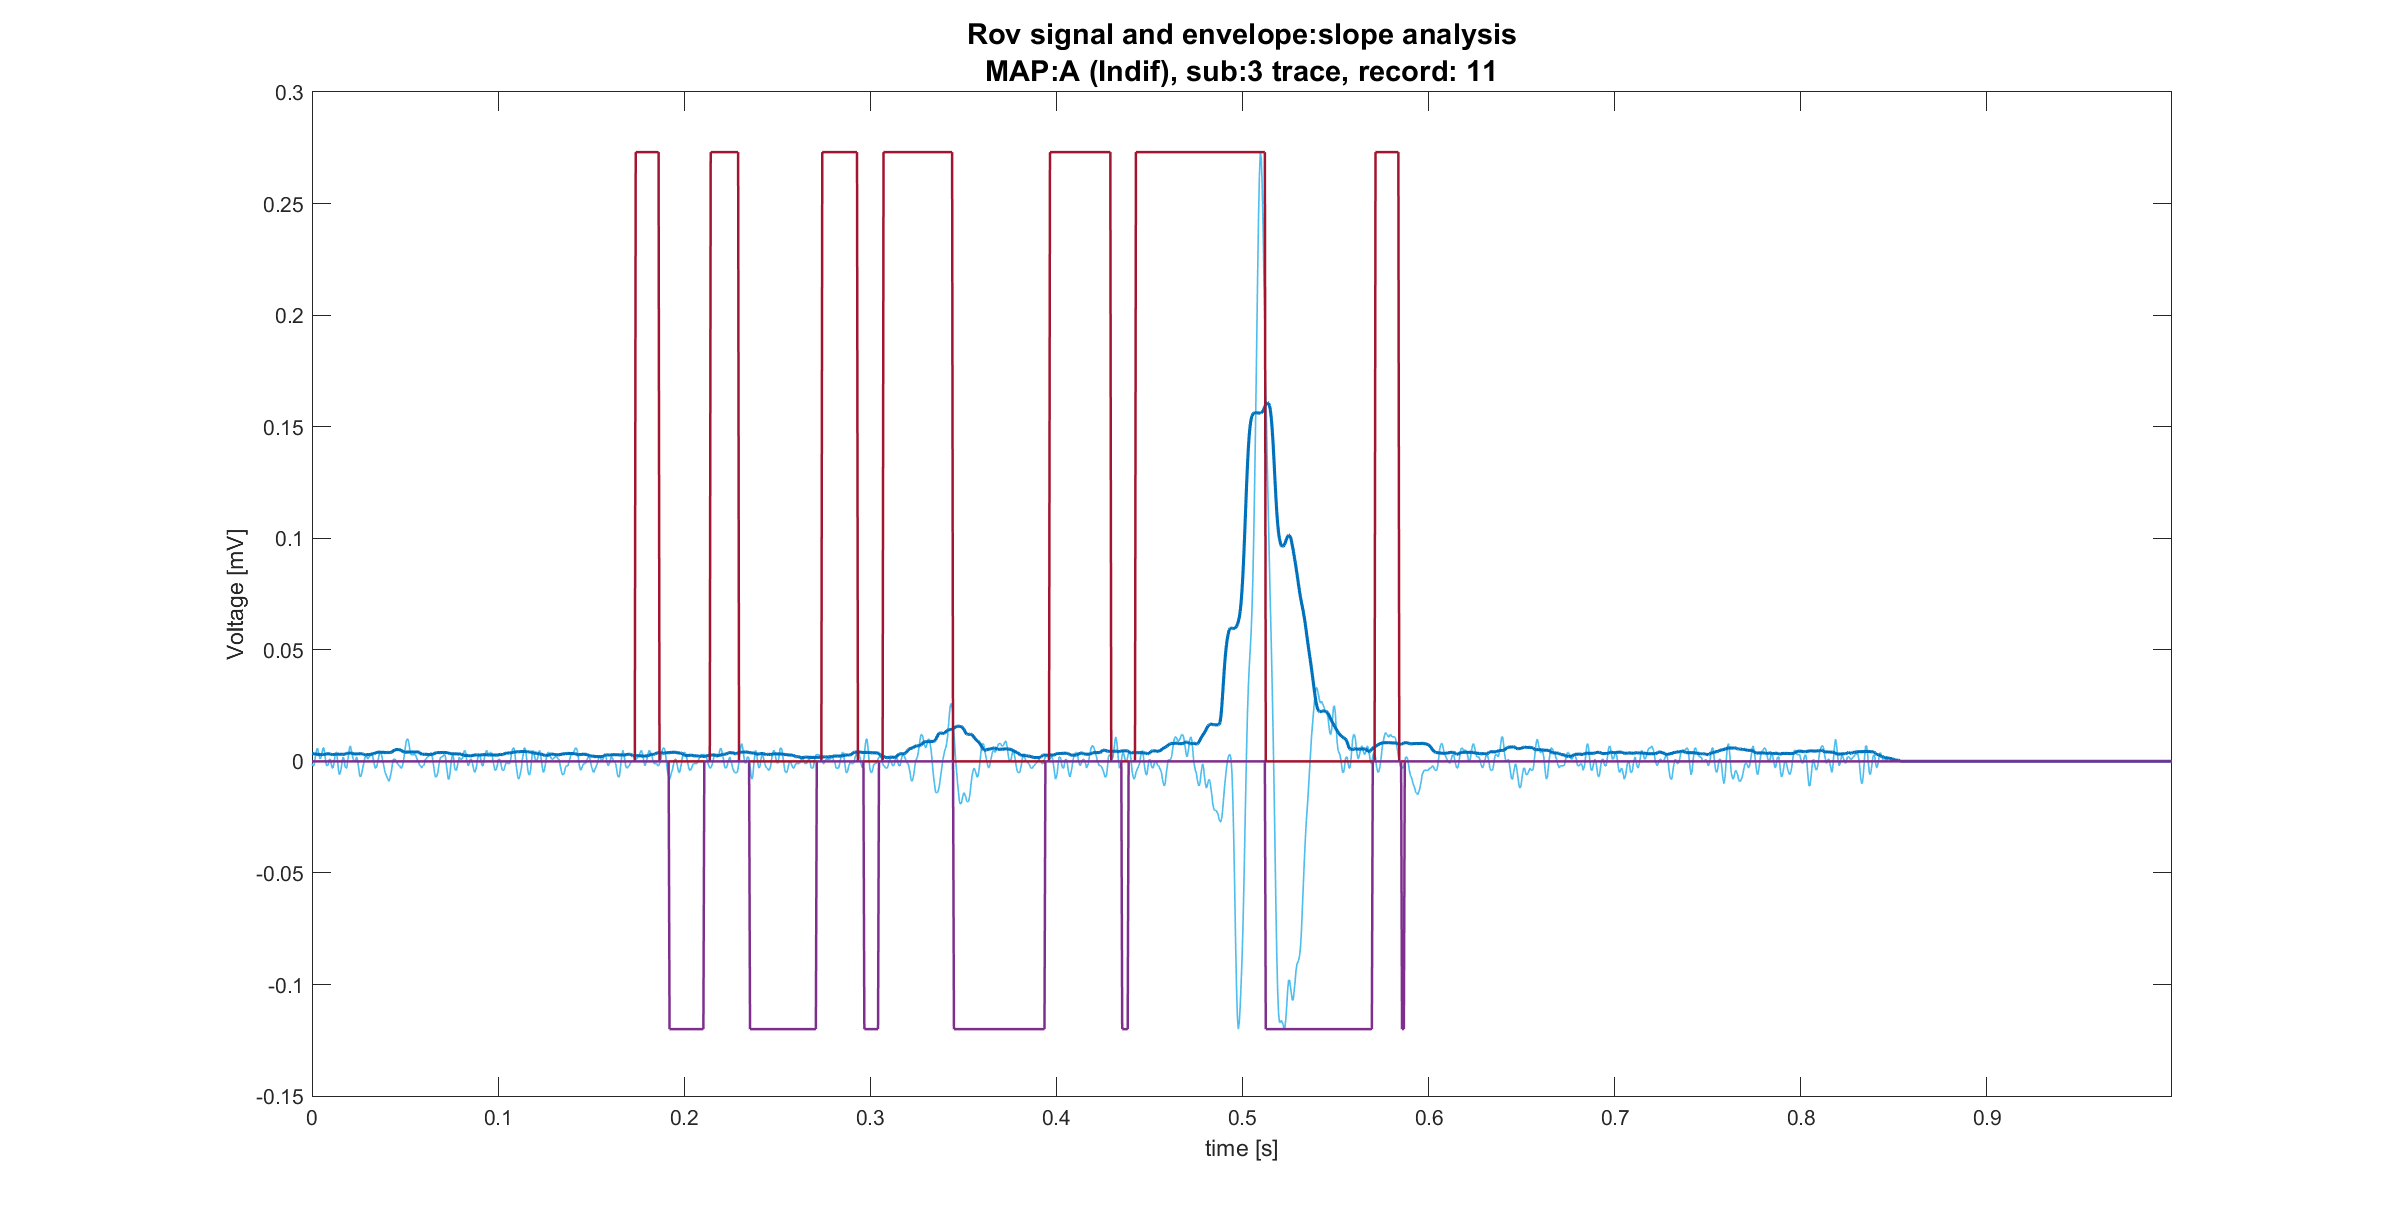 Rov signal and envelope:slope analysis
MAP:A (Indif), sub:3 trace, record: 11
0.3
0.25
0.2
0.15
0.1
0.05
0
-0.05
-0.1
-0.15
Voltage [mV]
0 0.1 0.2 0.3 0.4 0.5 0.6 0.7 0.8 0.9
time [s]